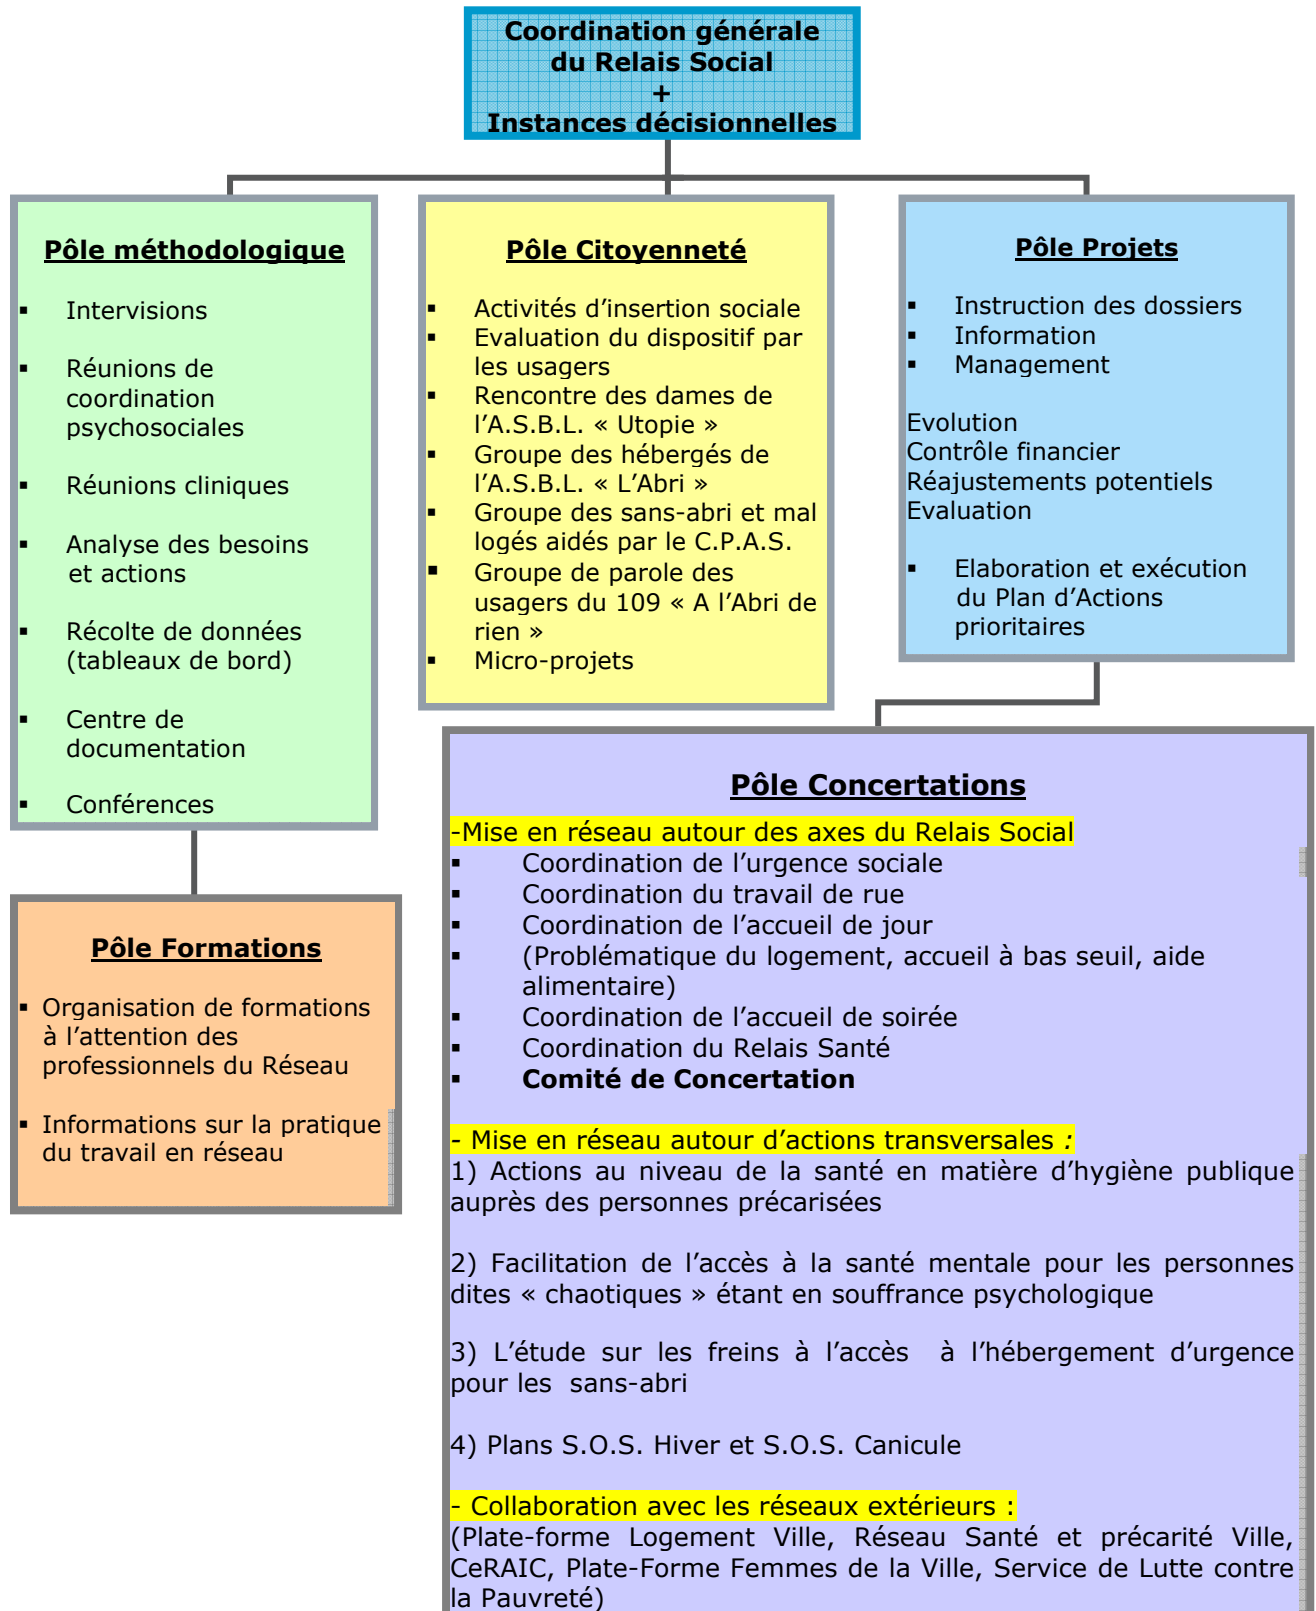 Coordination générale
du Relais Social
+
Instances décisionnelles
Pôle méthodologique
▪ Intervisions
▪ Réunions de
coordination
psychosociales
▪ Réunions cliniques
▪ Analyse des besoins
et actions
▪ Récolte de données
(tableaux de bord)
▪ Centre de
documentation
▪ Conférences
Pôle Citoyenneté
▪ Activités d’insertion sociale
▪ Evaluation du dispositif par
les usagers
▪ Rencontre des dames de
l’A.S.B.L. « Utopie »
▪ Groupe des hébergés de
l’A.S.B.L. « L’Abri »
▪ Groupe des sans-abri et mal
logés aidés par le C.P.A.S.
▪ Groupe de parole des
usagers du 109 « A l’Abri de
rien »
▪ Micro-projets
Pôle Projets
▪ Instruction des dossiers
▪ Information
▪ Management
Evolution
Contrôle financier
Réajustements potentiels
Evaluation
▪ Elaboration et exécution
du Plan d’Actions
prioritaires
Pôle Formations
▪ Organisation de formations
à l’attention des
professionnels du Réseau
▪ Informations sur la pratique
du travail en réseau
Pôle Concertations
-Mise en réseau autour des axes du Relais Social
▪ Coordination de l’urgence sociale
▪ Coordination du travail de rue
▪ Coordination de l’accueil de jour
▪ (Problématique du logement, accueil à bas seuil, aide
alimentaire)
▪ Coordination de l’accueil de soirée
▪ Coordination du Relais Santé
▪ Comité de Concertation
- Mise en réseau autour d’actions transversales :
1) Actions au niveau de la santé en matière d’hygiène publique
auprès des personnes précarisées
2) Facilitation de l’accès à la santé mentale pour les personnes
dites « chaotiques » étant en souffrance psychologique
3) L’étude sur les freins à l’accès à l’hébergement d’urgence
pour les sans-abri
4) Plans S.O.S. Hiver et S.O.S. Canicule
- Collaboration avec les réseaux extérieurs :
(Plate-forme Logement Ville, Réseau Santé et précarité Ville,
CeRAIC, Plate-Forme Femmes de la Ville, Service de Lutte contre
la Pauvreté)